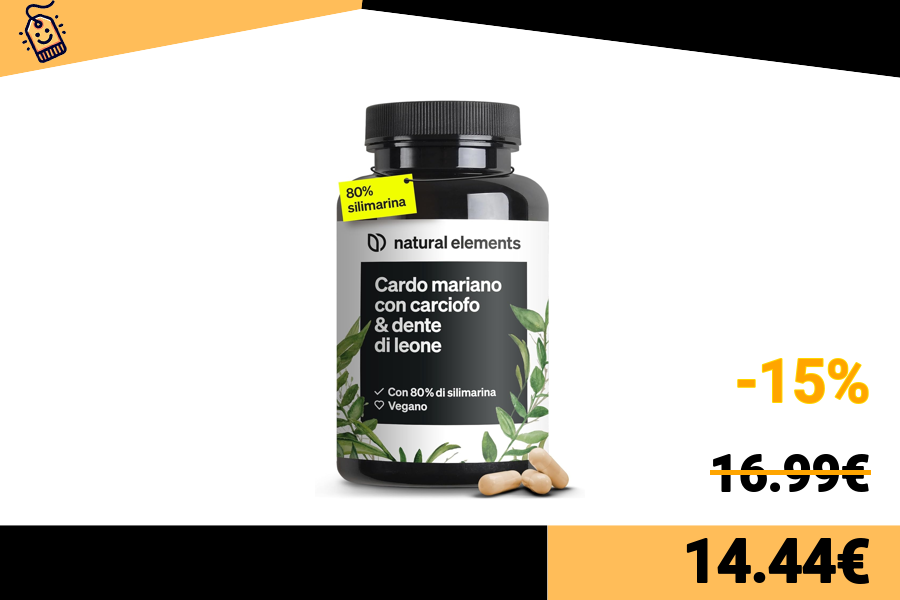 80%
silimarina
natural elements
Cardo mariano
con carciofo
& dente
di leone
Con 80% di silimarina
Vegano
-15%
16.99€
14.44€